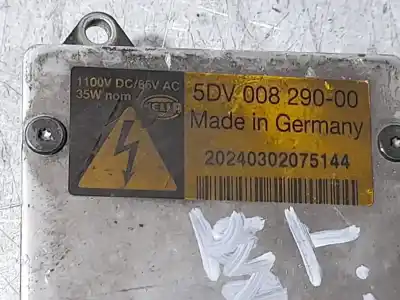 1100V DC/85V AC
35W nom.
HELLA
5DV 008 290-00
Made in Germany
20240302075144